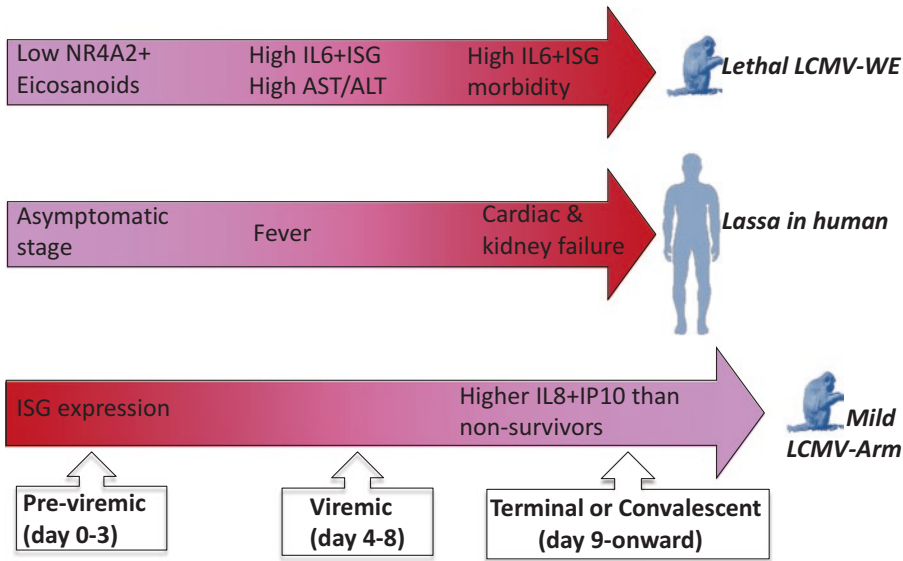 Low NR4A2+
Eicosanoids
High IL6+ISG
High AST/ALT
High IL6+ISG
morbidity
Lethal LCMV-WE
Asymptomatic
stage
Fever
Cardiac &
kidney failure
Lassa in human
ISG expression
Higher IL8+IP10 than
non-survivors
Mild
LCMV-Arm
Pre-viremic
(day 0-3)
Viremic
(day 4-8)
Terminal or Convalescent
(day 9-onward)